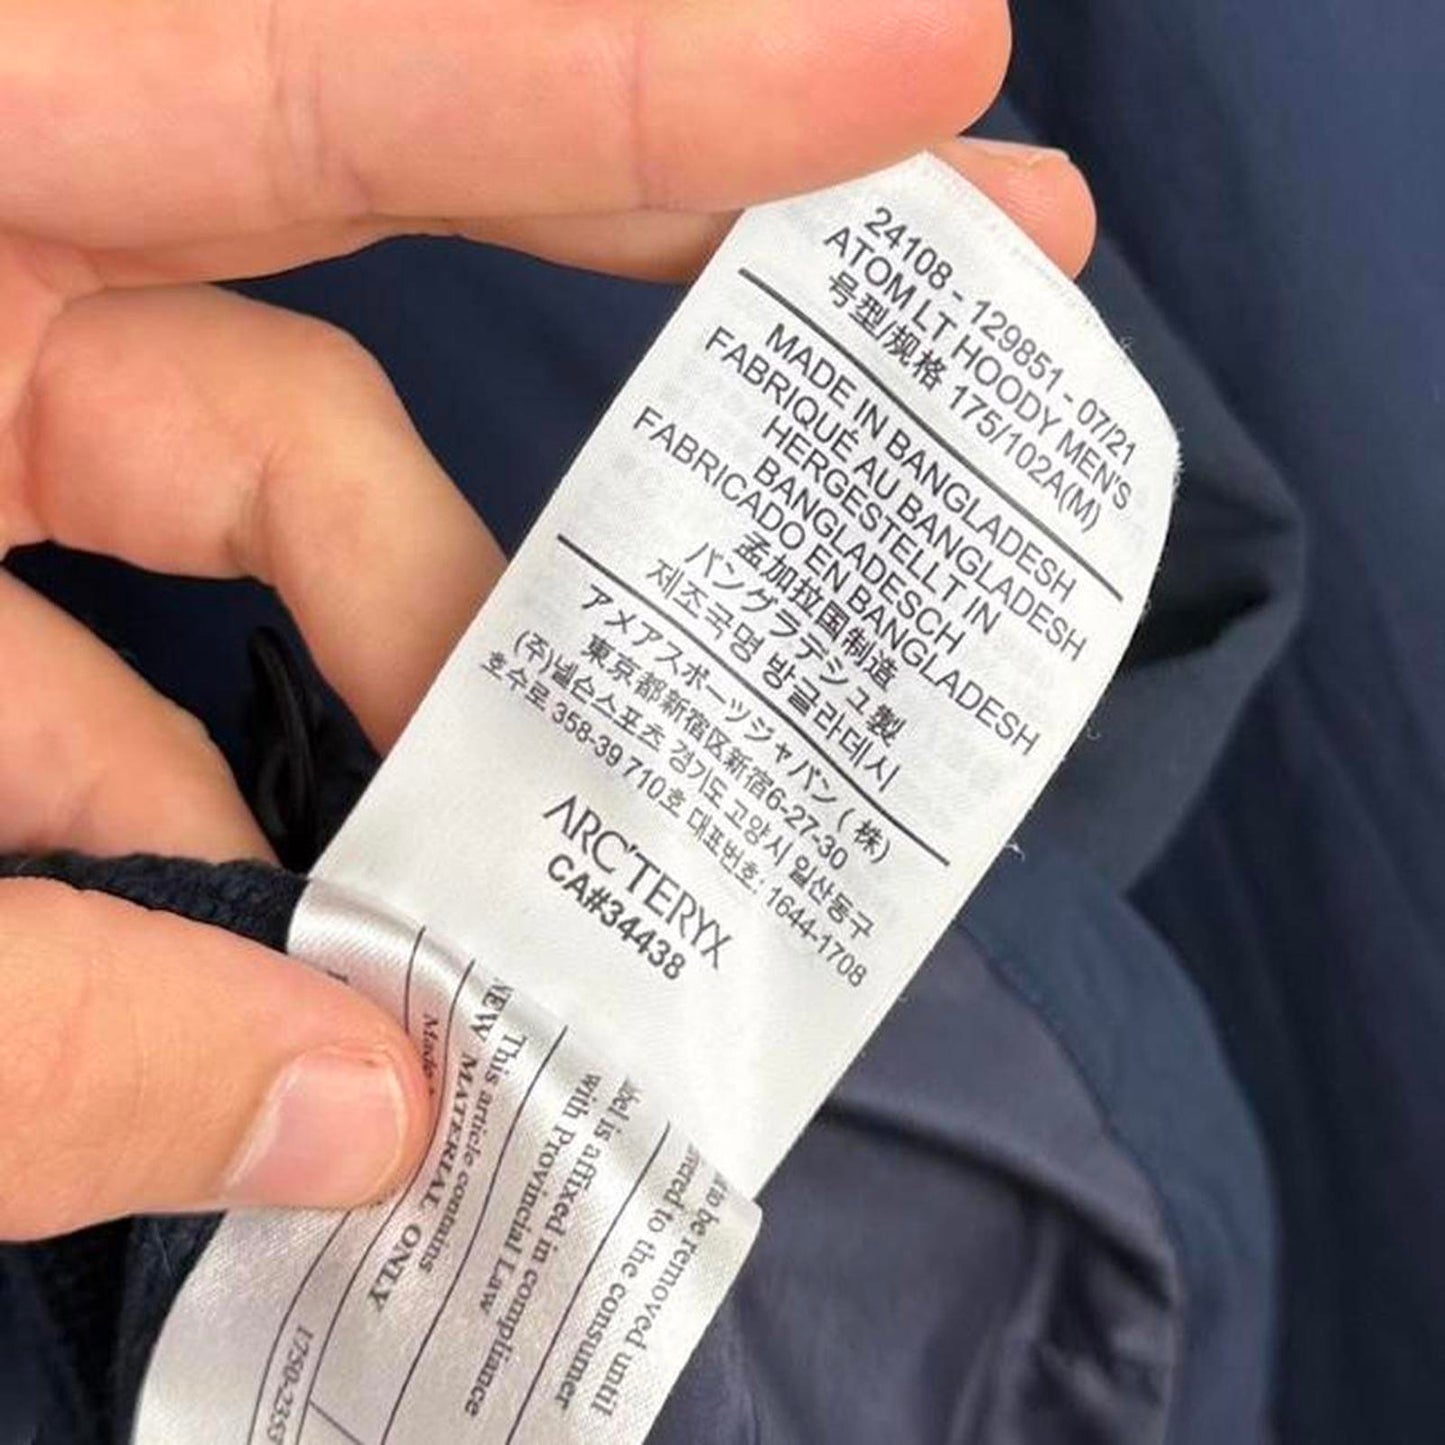 24108 - 129851 - 07/21
ATOM LT HOODY MEN'S
号型/规格 175/102A(M)
MADE IN BANGLADESH
FABRIQUÉ AU BANGLADESH
HERGESTELLT IN
BANGLADESCH
FABRICADO EN BANGLADESH
孟加拉国制造
バングラデシュ製
제조국명 방글라데시
アメアスポーツジャパン (株)
東京都新宿区新宿6-27-30
(주)넬슨스포츠 경기도 고양시 일산동구
호수로 358-39 710호 대표번호: 1644-1708
ARC'TERYX
CA#34438
to be removed until
to the consumer
is affixed in compliance
with Provincial Law
This article contains
NEW MATERIAL ONLY
Made